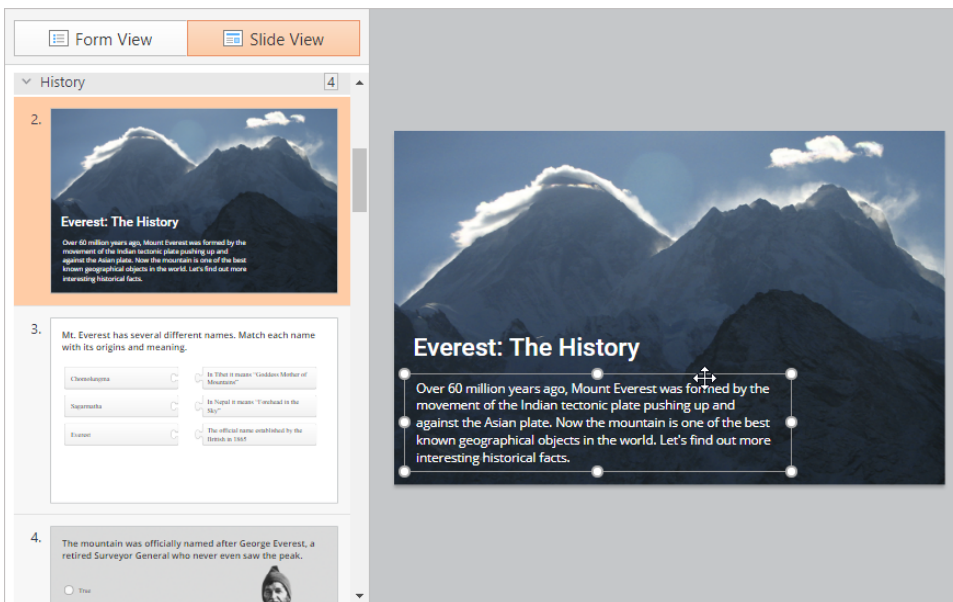 Form View
Slide View
History
4
2.
Everest: The History
Over 60 million years ago, Mount Everest was formed by the
movement of the Indian tectonic plate pushing up and
against the Asian plate. Now the mountain is one of the best
known geographical objects in the world. Let's find out more
interesting historical facts.
3.
Mt. Everest has several different names. Match each name
with its origins and meaning.
Chomolungma
In Tibet it means "Goddess Mother of
Mountains"
Sagarmatha
In Nepal it means "Forehead in the
Sky"
Everest
The official name established by the
British in 1865
4.
The mountain was officially named after George Everest, a
retired Surveyor General who never even saw the peak.
True
Everest: The History
Over 60 million years ago, Mount Everest was formed by the
movement of the Indian tectonic plate pushing up and
against the Asian plate. Now the mountain is one of the best
known geographical objects in the world. Let's find out more
interesting historical facts.